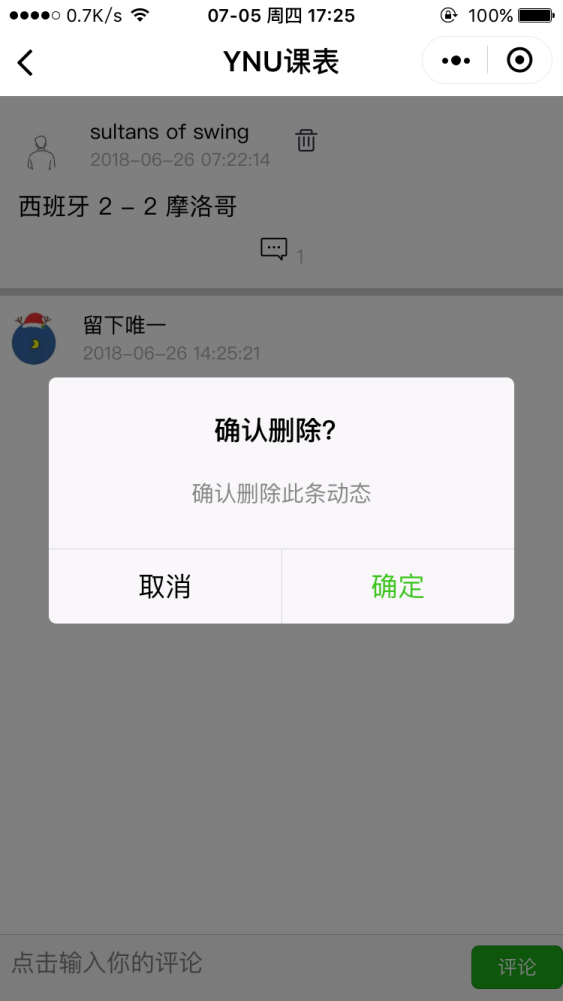 0.7K/s 07-05 周四 17:25 100%
YNU课表
sultans of swing
2018-06-26 07:22:14
西班牙 2 - 2 摩洛哥
1
留下唯一
2018-06-26 14:25:21
确认删除?
确认删除此条动态
取消 确定
点击输入你的评论 评论